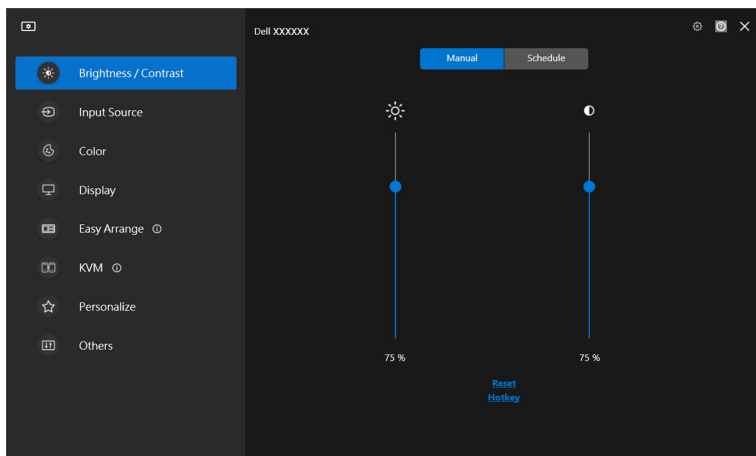 Dell XXXXXX
Manual
Schedule
Brightness / Contrast
Input Source
Color
Display
Easy Arrange
KVM
Personalize
Others
75 %
75 %
Reset
Hotkey